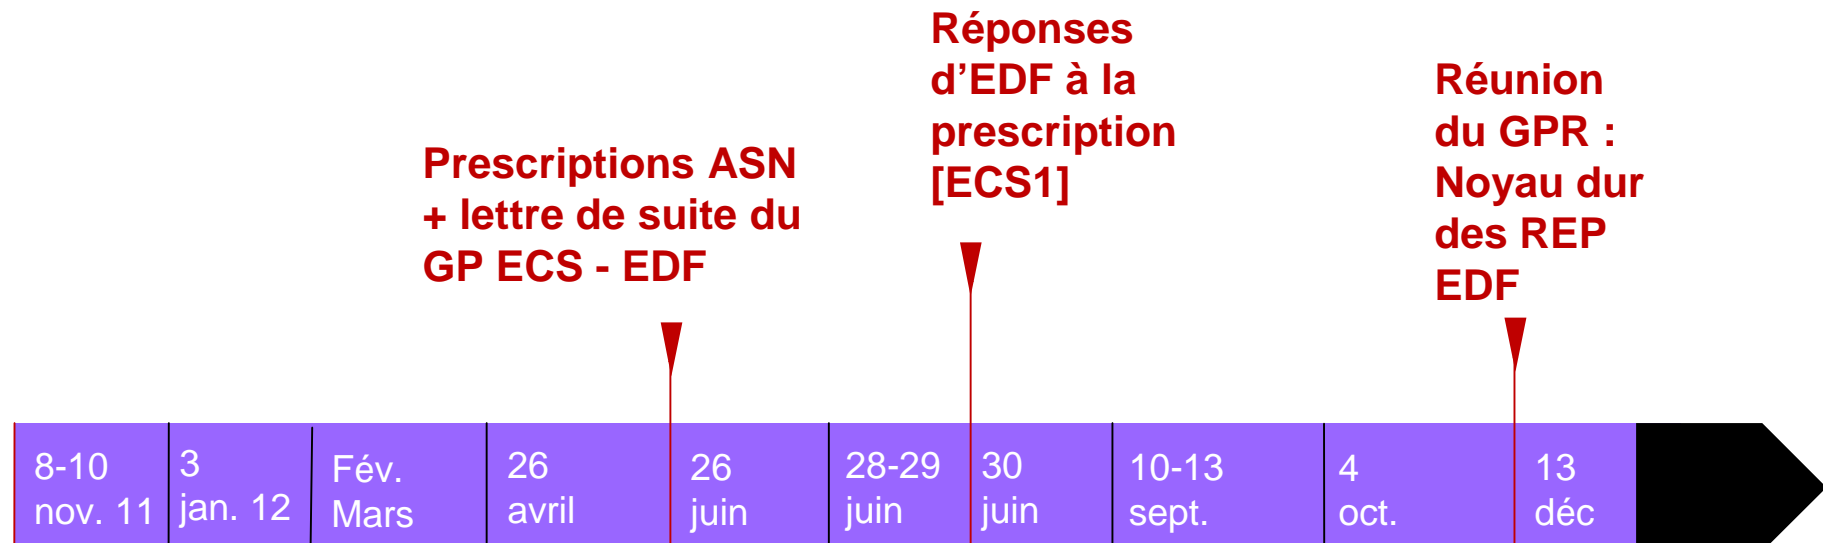 Réponses
d’EDF à la
prescription
[ECS1]
Réunion
du GPR :
Noyau dur
des REP
EDF
Prescriptions ASN
+ lettre de suite du
GP ECS - EDF
8-10
nov. 11
3
jan. 12
Fév.
Mars
26
avril
26
juin
28-29
juin
30
juin
10-13
sept.
4
oct.
13
déc